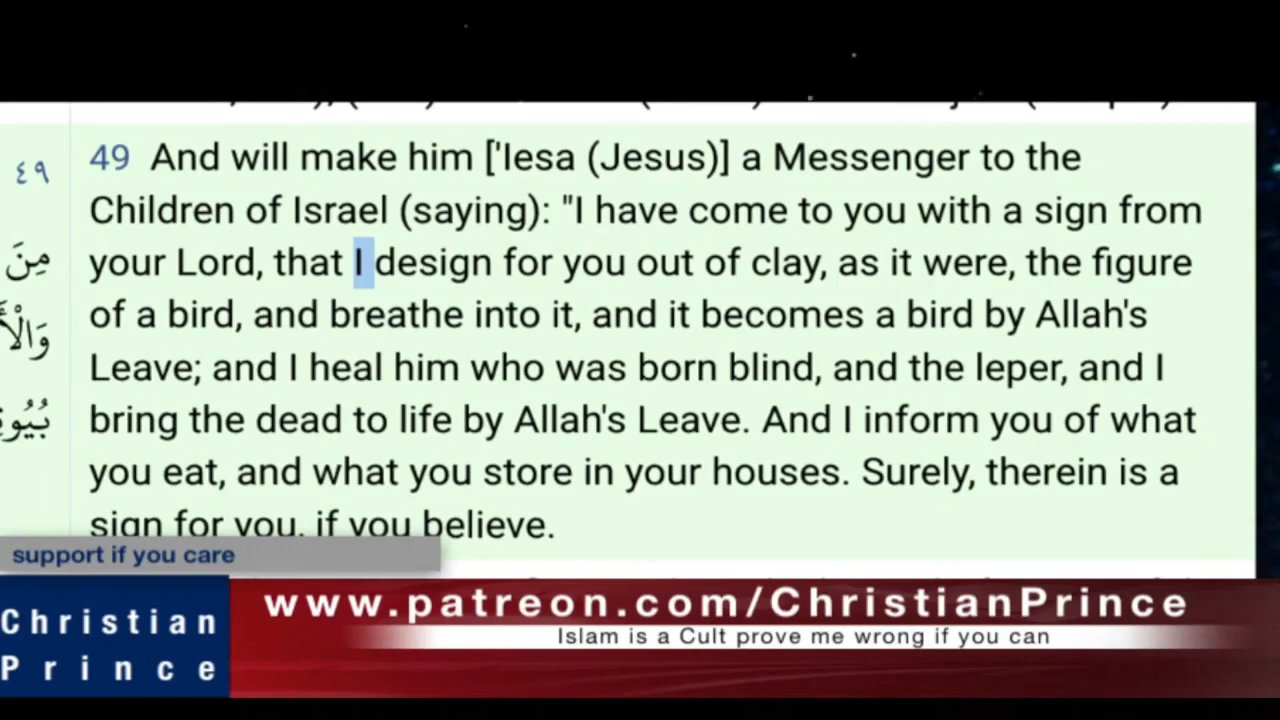 49 And will make him ['Iesa (Jesus)] a Messenger to the
٤٩
Children of Israel (saying): "I have come to you with a sign from
your Lord, that I design for you out of clay, as it were, the figure
مِنَ
of a bird, and breathe into it, and it becomes a bird by Allah's
Leave; and I heal him who was born blind, and the leper, and I
bring the dead to life by Allah's Leave. And I inform you of what
you eat, and what you store in your houses. Surely, therein is a
sign for you, if you believe.
support if you care
Christian
Prince
www.patreon.com/ChristianPrince
Islam is a Cult prove me wrong if you can